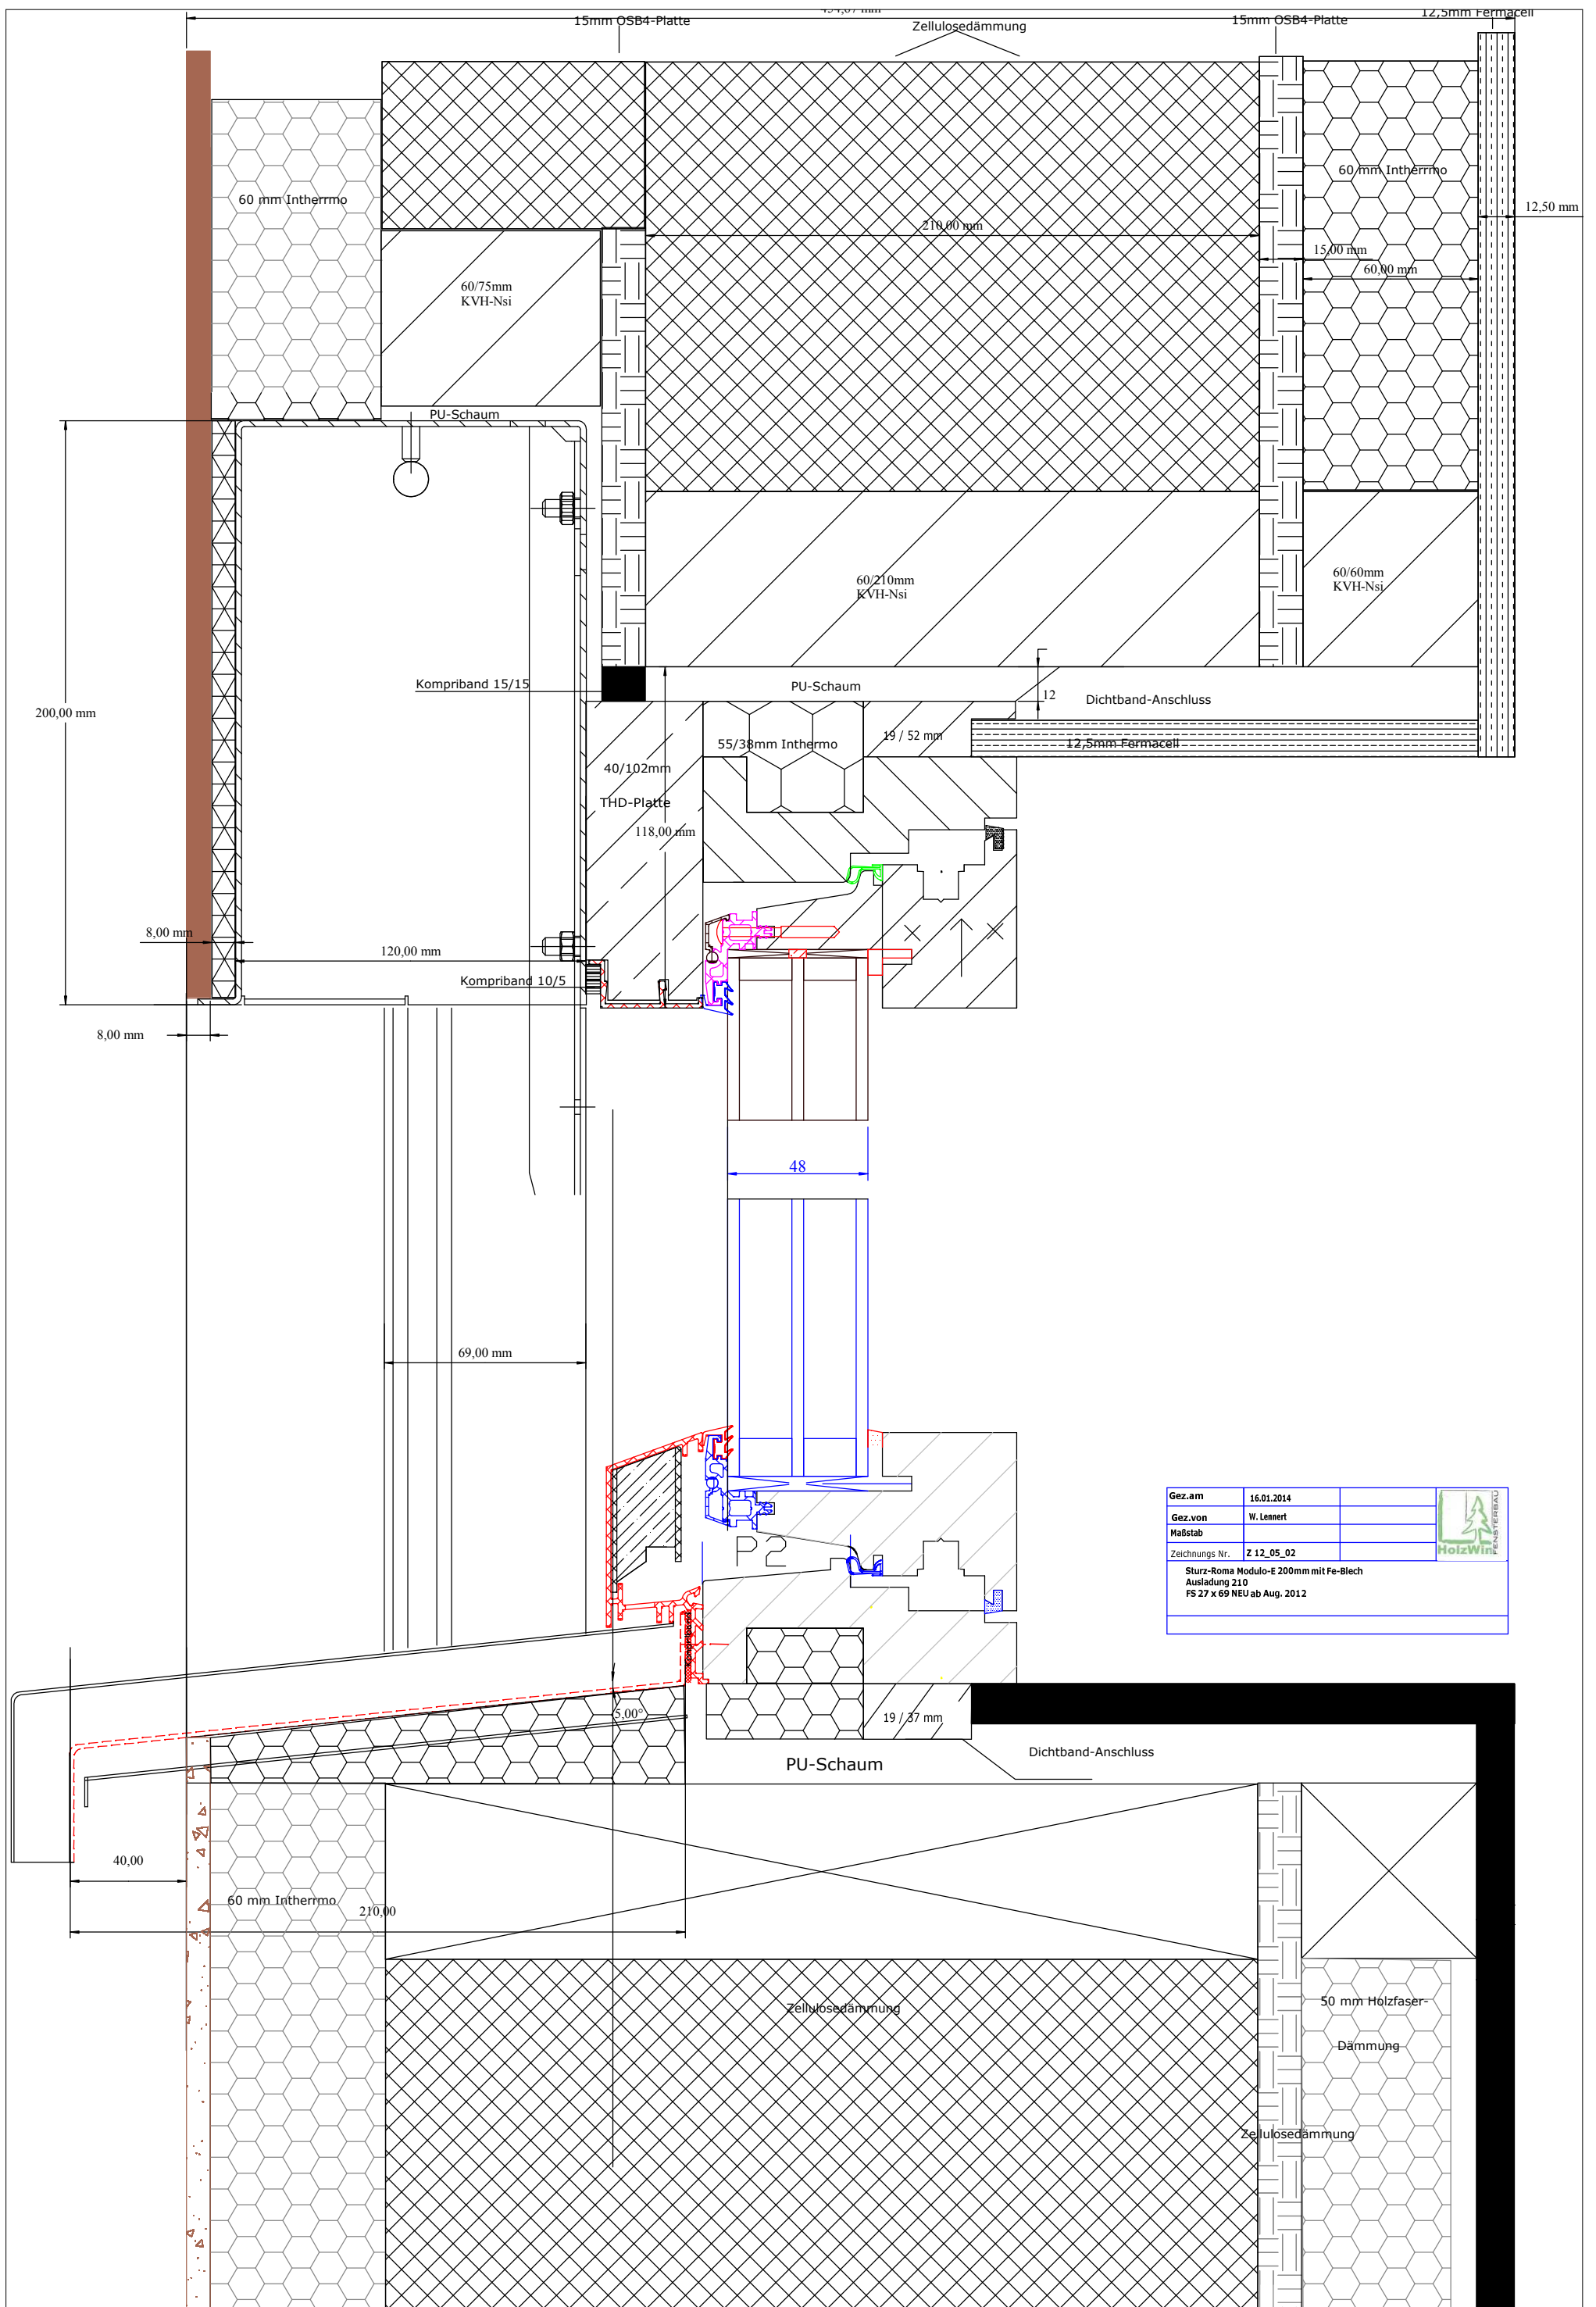 15mm OSB4-Platte
Zellulosedämmung
15mm OSB4-Platte
12,5mm Fermacell
60 mm Intherrmo
60 mm Intherrmo
12,50 mm
210,00 mm
15,00 mm
60,00 mm
60/75mm
KVH-Nsi
PU-Schaum
60/210mm
KVH-Nsi
60/60mm
KVH-Nsi
Kompriband 15/15
PU-Schaum
12
Dichtband-Anschluss
200,00 mm
55/38mm Inthermo
19 / 52 mm
12,5mm Fermacell
40/102mm
THD-Platte
118,00 mm
8,00 mm
120,00 mm
Kompriband 10/5
8,00 mm
48
69,00 mm
Gez.am
16.01.2014
Gez.von
W. Lennert
Maßstab
Zeichnungs Nr.
Z 12_05_02
HolzWin
FENSTERBAU
Sturz-Roma Modulo-E 200mm mit Fe-Blech
Ausladung 210
FS 27 x 69 NEU ab Aug. 2012
P2
5,00°
19 / 37 mm
PU-Schaum
Dichtband-Anschluss
40,00
60 mm Intherrmo
210,00
Zellulosedämmung
50 mm Holzfaser-
Dämmung
Zellulosedämmung